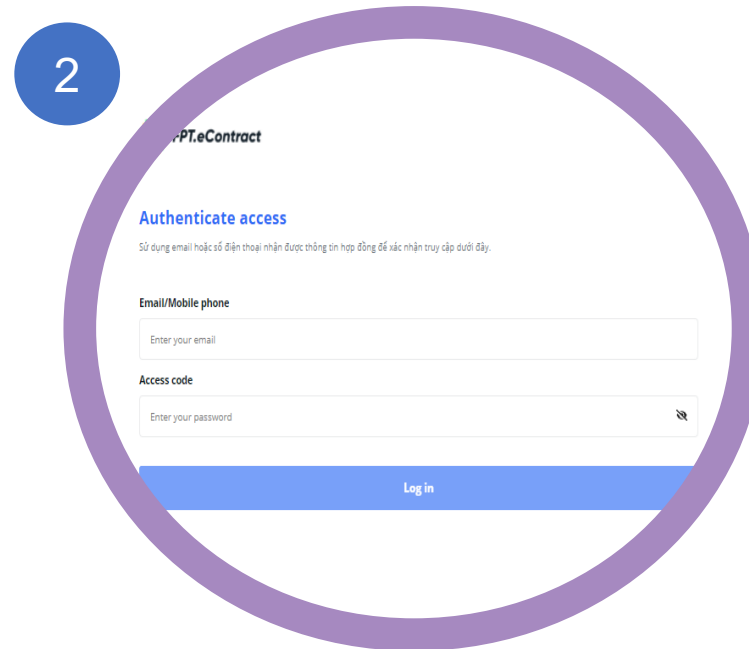 2
FPT.eContract
Authenticate access
Sử dụng email hoặc số điện thoại nhận được thông tin hợp đồng để xác nhận truy cập dưới đây.
Email/Mobile phone
Enter your email
Access code
Enter your password
Log in